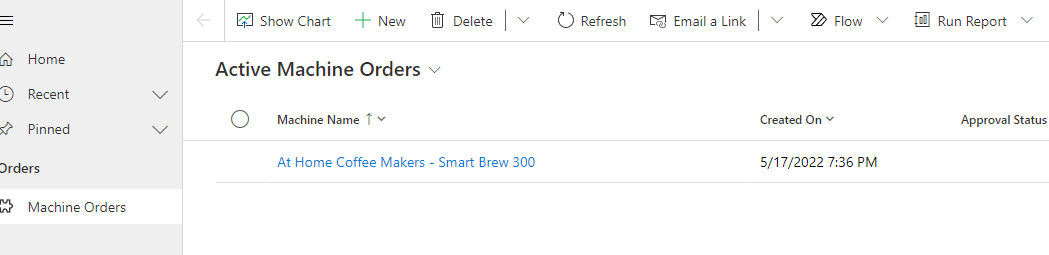 Show Chart New Delete Refresh Email a Link Flow Run Report
Home
Recent
Pinned
Orders
Machine Orders
Active Machine Orders
Machine Name Created On Approval Status
At Home Coffee Makers - Smart Brew 300 5/17/2022 7:36 PM